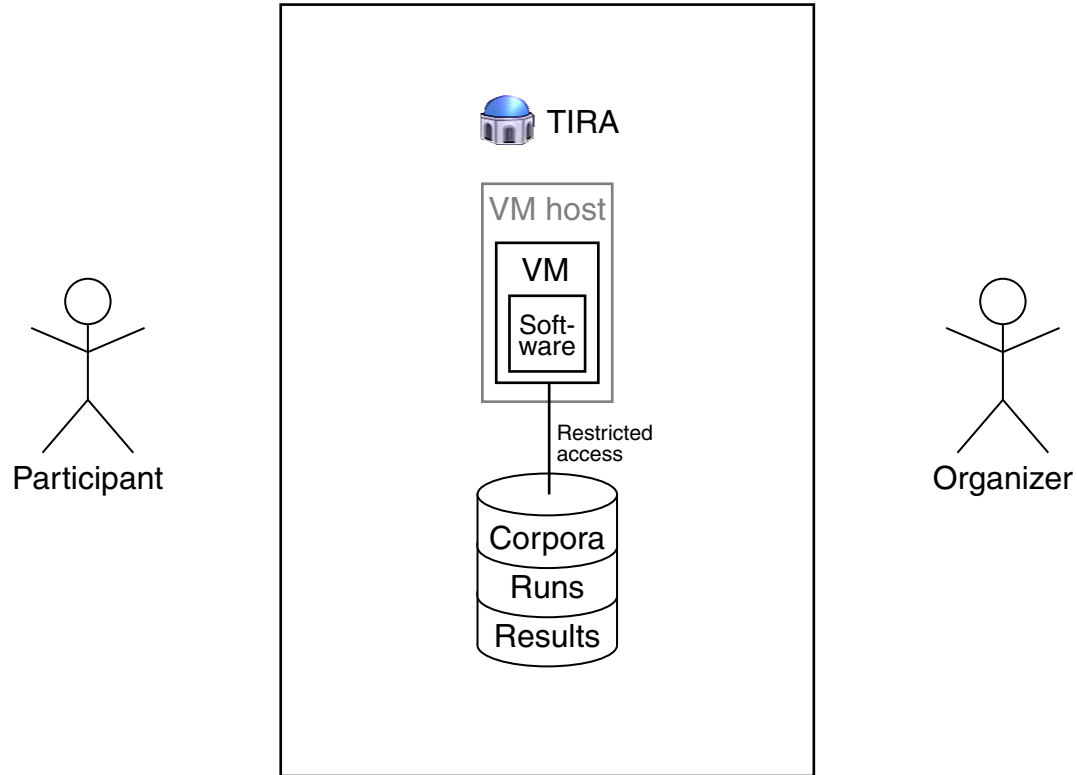 TIRA
VM host
VM
Soft-
ware
Restricted
access
Participant
Organizer
Corpora
Runs
Results